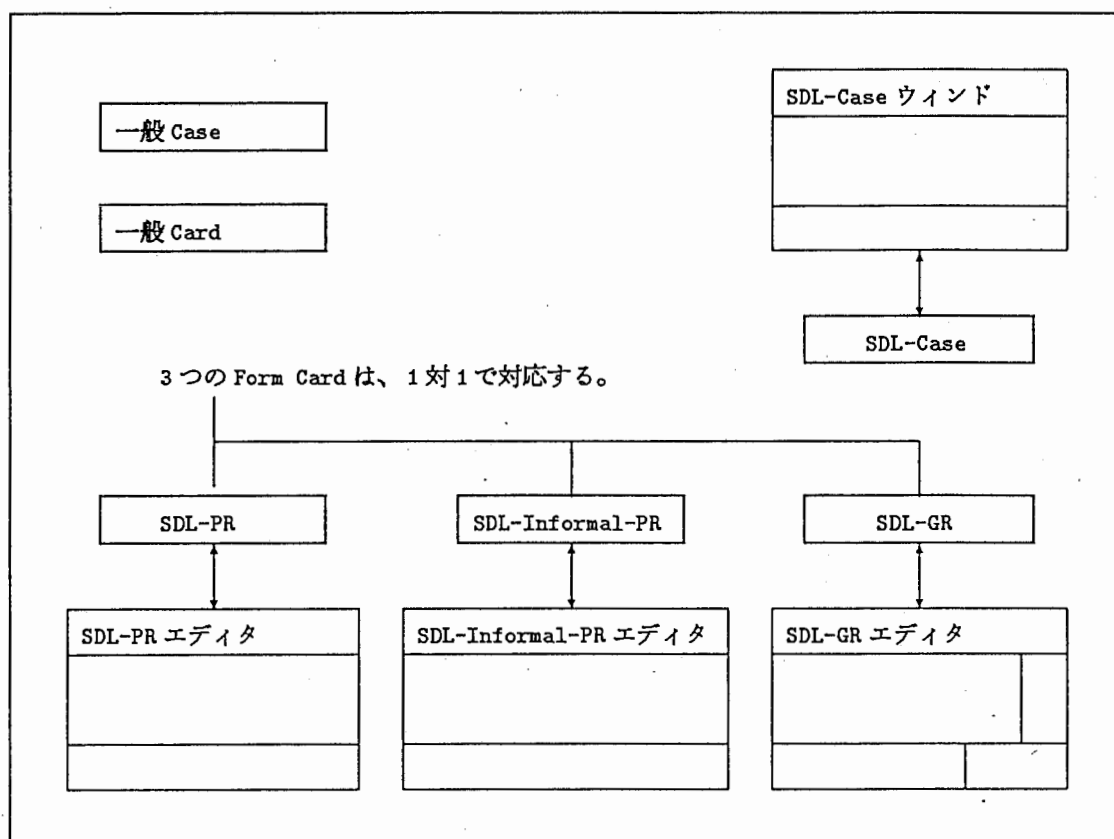 SDL-Case ウィンド
一般 Case
一般 Card
SDL-Case
3 つの Form Card は、1 対 1 で対応する。
SDL-PR
SDL-Informal-PR
SDL-GR
SDL-PR エディタ
SDL-Informal-PR エディタ
SDL-GR エディタ